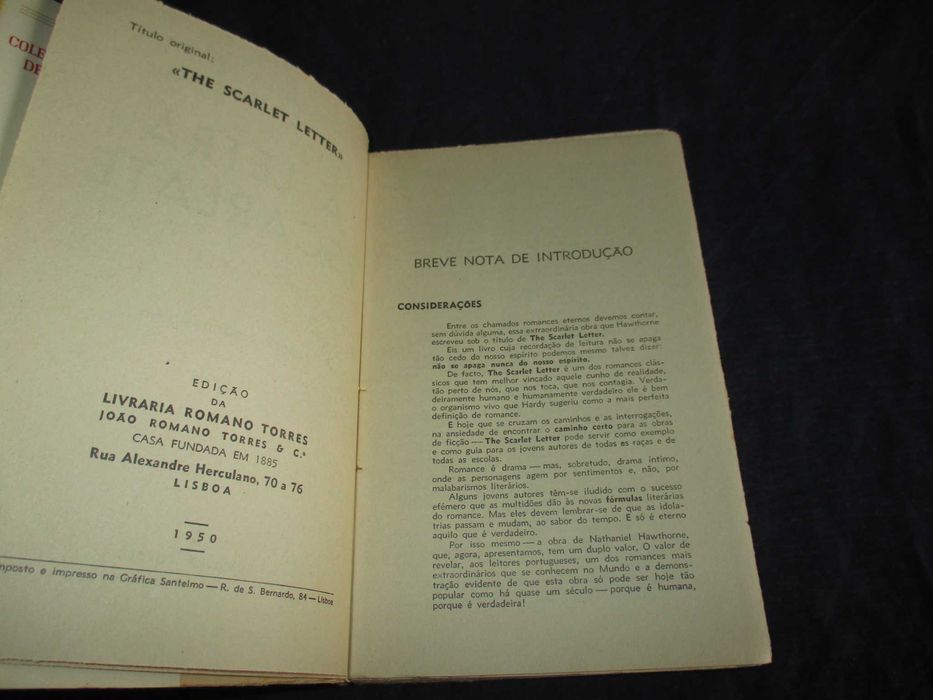 COLE
DE
Título original:
«THE SCARLET LETTER»
EDIÇÃO
DA
LIVRARIA ROMANO TORRES
JOÃO ROMANO TORRES & C.ª
CASA FUNDADA EM 1885
Rua Alexandre Herculano, 70 a 76
LISBOA
1950
mposto e impresso na Gráfica Santelmo — R. de S. Bernardo, 84 — Lisboa
BREVE NOTA DE INTRODUÇÃO
CONSIDERAÇÕES
Entre os chamados romances eternos devemos contar,
sem dúvida alguma, essa extraordinária obra que Hawthorne
escreveu sob o título de The Scarlet Letter.
Eis um livro cuja recordação de leitura não se apaga
tão cedo do nosso espírito podemos mesmo talvez dizer:
não se apaga nunca do nosso espírito.
De facto, The Scarlet Letter é um dos romances clás-
sicos que tem melhor vincado aquele cunho de realidade,
tão perto de nós, que nos toca, que nos contagia. Verda-
deiramente humano e humanamente verdadeiro ele é bem
o organismo vivo que Hardy sugeriu como a mais perfeita
definição de romance.
E hoje que se cruzam os caminhos e as interrogações,
na ansiedade de encontrar o caminho certo para as obras
de ficção — The Scarlet Letter pode servir como exemplo
e como guia para os jovens autores de todas as raças e de
todas as escolas.
Romance é drama — mas, sobretudo, drama íntimo,
onde as personagens agem por sentimentos e, não, por
malabarismos literários.
Alguns jovens autores têm-se iludido com o sucesso
efémero que as multidões dão às novas fórmulas literárias
do romance. Mas eles devem lembrar-se de que as idola-
trias passam e mudam, ao sabor do tempo. E só é eterno
aquilo que é verdadeiro.
Por isso mesmo — a obra de Nathaniel Hawthorne,
que, agora, apresentamos, tem um duplo valor. O valor de
revelar, aos leitores portugueses, um dos romances mais
extraordinários que se conhecem no Mundo e a demons-
tração evidente de que esta obra só pode ser hoje tão
popular como há quase um século — porque é humana,
porque é verdadeira!